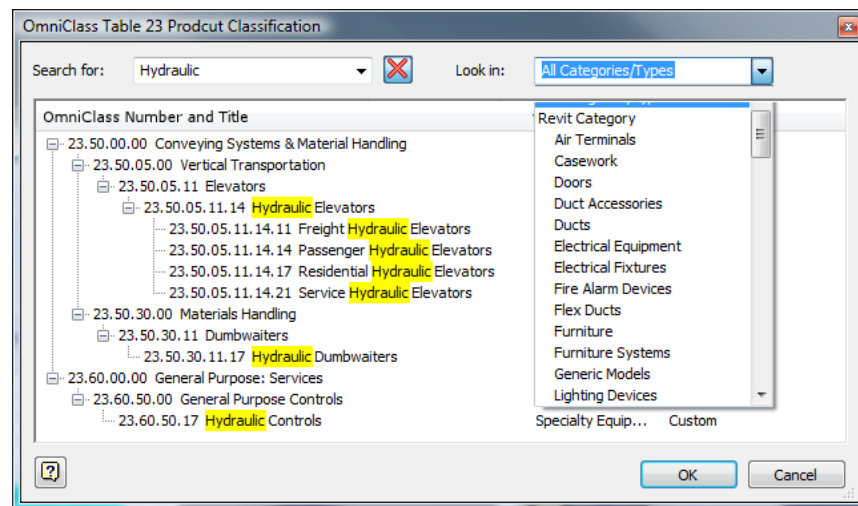 OmniClass Table 23 Prodcut Classification
Search for: Hydraulic Look in: All Categories/Types
OmniClass Number and Title
Revit Category
23.50.00.00 Conveying Systems & Material Handling
Air Terminals
23.50.05.00 Vertical Transportation
Casework
23.50.05.11 Elevators
Doors
23.50.05.11.14 Hydraulic Elevators
Duct Accessories
23.50.05.11.14.11 Freight Hydraulic Elevators
Ducts
23.50.05.11.14.14 Passenger Hydraulic Elevators
Electrical Equipment
23.50.05.11.14.17 Residential Hydraulic Elevators
Electrical Fixtures
23.50.05.11.14.21 Service Hydraulic Elevators
Fire Alarm Devices
23.50.30.00 Materials Handling
Flex Ducts
23.50.30.11 Dumbwaiters
Furniture
23.50.30.11.17 Hydraulic Dumbwaiters
Furniture Systems
23.60.00.00 General Purpose: Services
Generic Models
23.60.50.00 General Purpose Controls
Lighting Devices
23.60.50.17 Hydraulic Controls Specialty Equip... Custom
OK Cancel